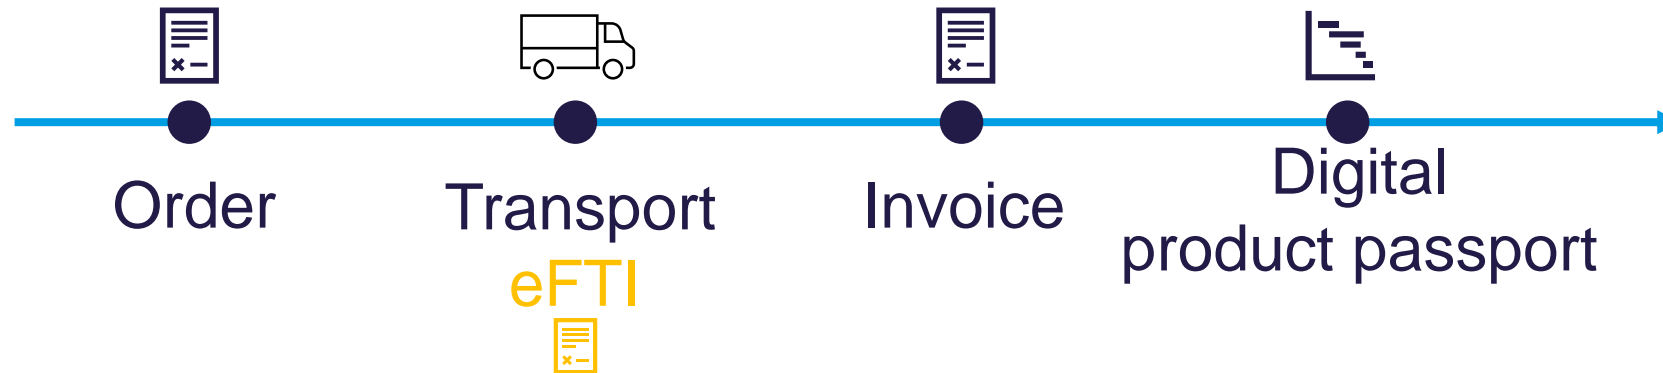 Order
Transport
eFTI
Invoice
Digital
product passport